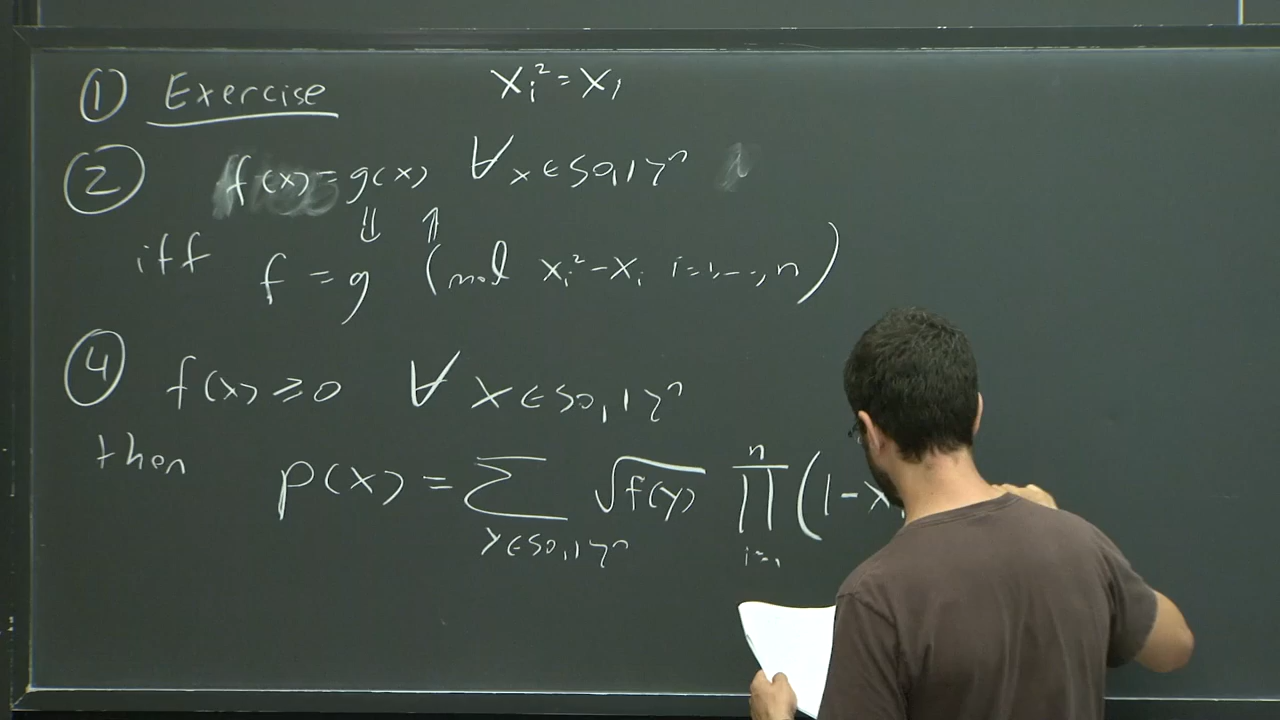 ① Exercise xᵢ² = xᵢ
② f(x) = g(x) ∀ x ∈ {0,1}ⁿ
⇓ ⇑
iff f = g (mod xᵢ² − xᵢ i=1,...,n)
④ f(x) ⩾ 0 ∀ x ∈ {0,1}ⁿ
then p(x) = ∑_{y∈{0,1}ⁿ} √f(y) ∏_{i=1}^{n} (1−x